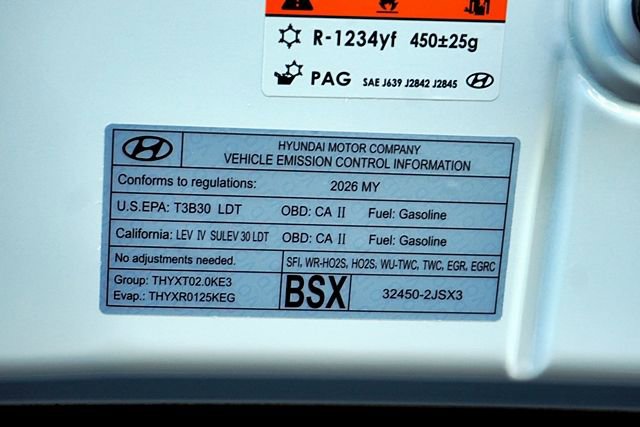 R-1234yf 450±25g
PAG SAE J639 J2842 J2845
HYUNDAI MOTOR COMPANY
VEHICLE EMISSION CONTROL INFORMATION
Conforms to regulations: 2026 MY
U.S.EPA: T3B30 LDT OBD: CA II Fuel: Gasoline
California: LEV IV SULEV 30 LDT OBD: CA II Fuel: Gasoline
No adjustments needed. SFI, WR-HO2S, HO2S, WU-TWC, TWC, EGR, EGRC
Group: THYXT02.0KE3
Evap.: THYXR0125KEG
BSX 32450-2JSX3